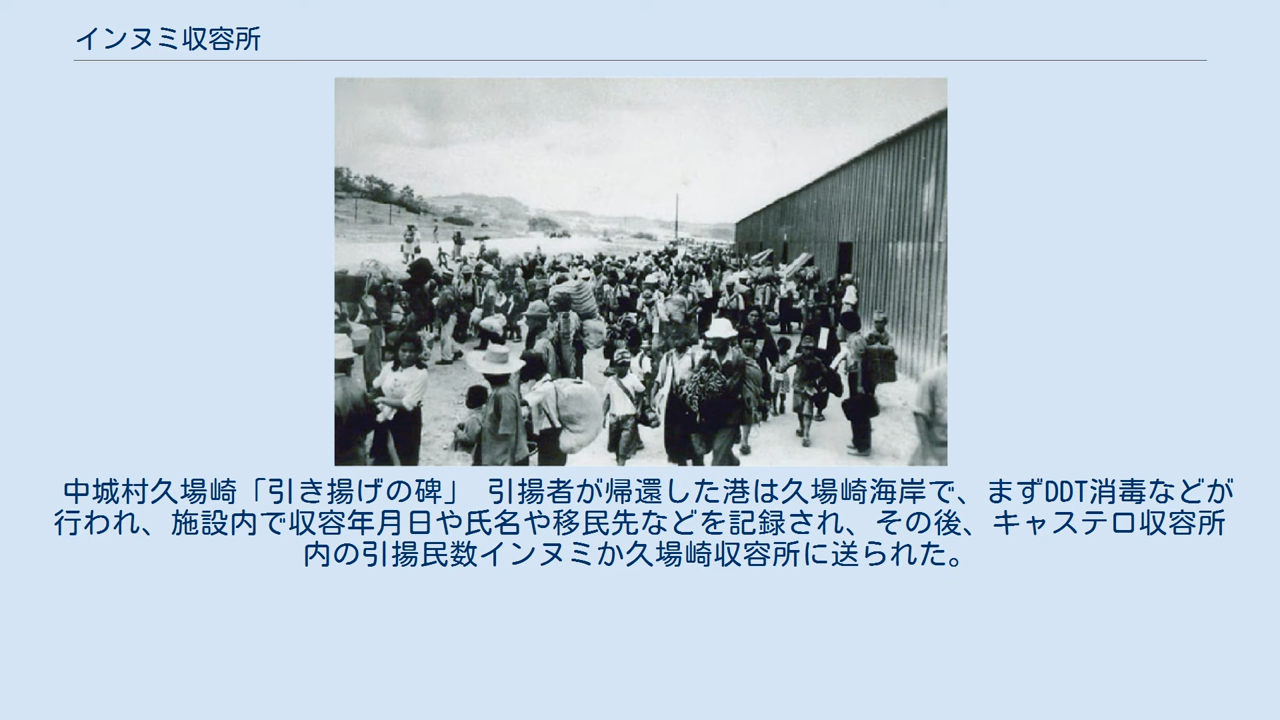 インヌミ収容所
中城村久場崎「引き揚げの碑」 引揚者が帰還した港は久場崎海岸で、まずDDT消毒などが
行われ、施設内で収容年月日や氏名や移民先などを記録され、その後、キャステロ収容所
内の引揚民数インヌミか久場崎収容所に送られた。